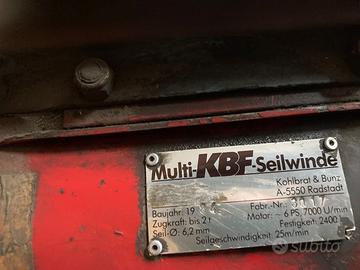 Multi-KBF-Seilwinde
Kohlbrat & Bunz
A-5550 Radstadt
Baujahr: 19
Fabr.-Nr.
Zugkraft: bis 2 t
Motor: – 6 PS, 7000 U/min
Seil-Ø: 6,2 mm
Festigkeit: 2400
Seilgeschwindigkeit: 25m/min
subito